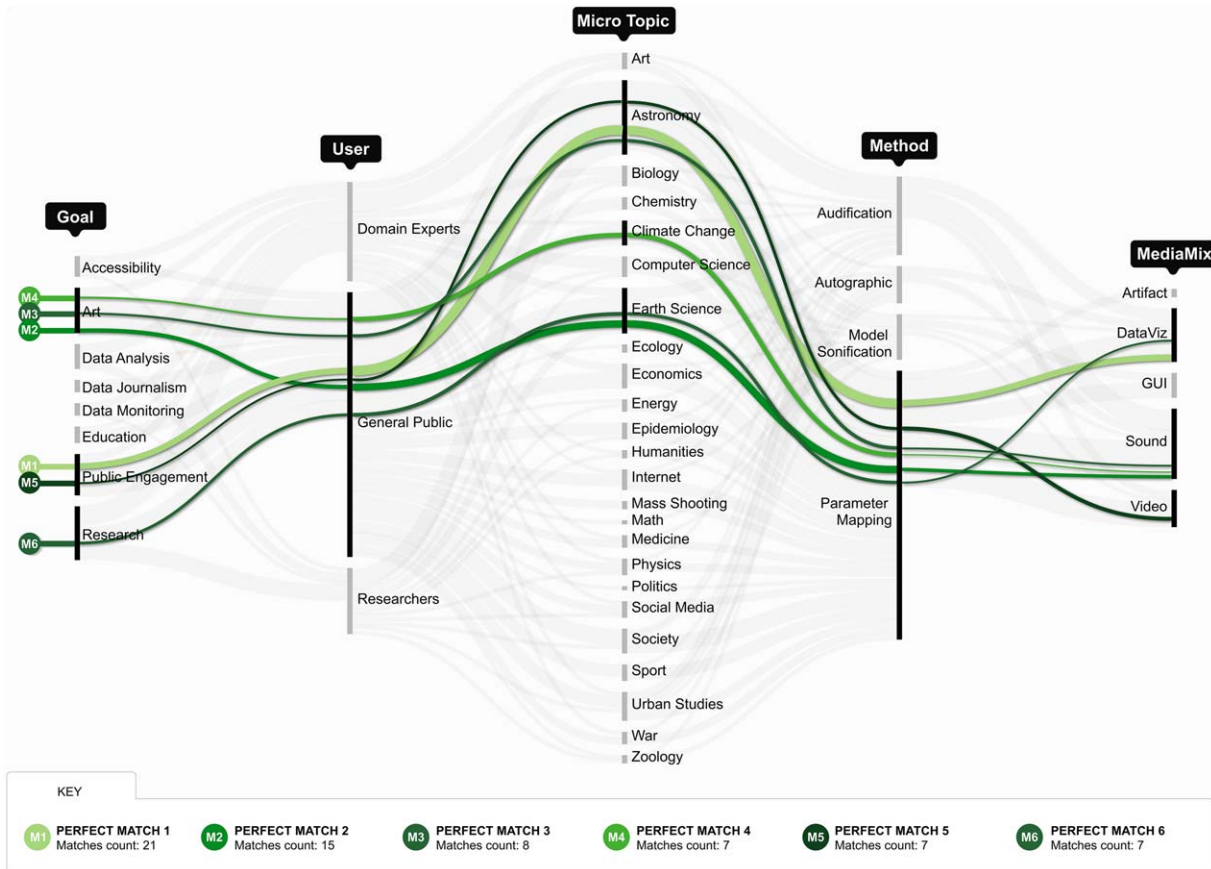 Micro Topic
Art
Astronomy
Biology
Chemistry
Climate Change
Computer Science
Earth Science
Ecology
Economics
Energy
Epidemiology
Humanities
Internet
Mass Shooting
Math
Medicine
Physics
Politics
Social Media
Society
Sport
Urban Studies
War
Zoology
User
Domain Experts
General Public
Researchers
Goal
Accessibility
M4
M3
Art
M2
Data Analysis
Data Journalism
Data Monitoring
Education
M1
Public Engagement
M5
Research
M6
Method
Audification
Autographic
Model
Sonification
Parameter
Mapping
MediaMix
Artifact
DataViz
GUI
Sound
Video
KEY
M1 PERFECT MATCH 1
Matches count: 21
M2 PERFECT MATCH 2
Matches count: 15
M3 PERFECT MATCH 3
Matches count: 8
M4 PERFECT MATCH 4
Matches count: 7
M5 PERFECT MATCH 5
Matches count: 7
M6 PERFECT MATCH 6
Matches count: 7